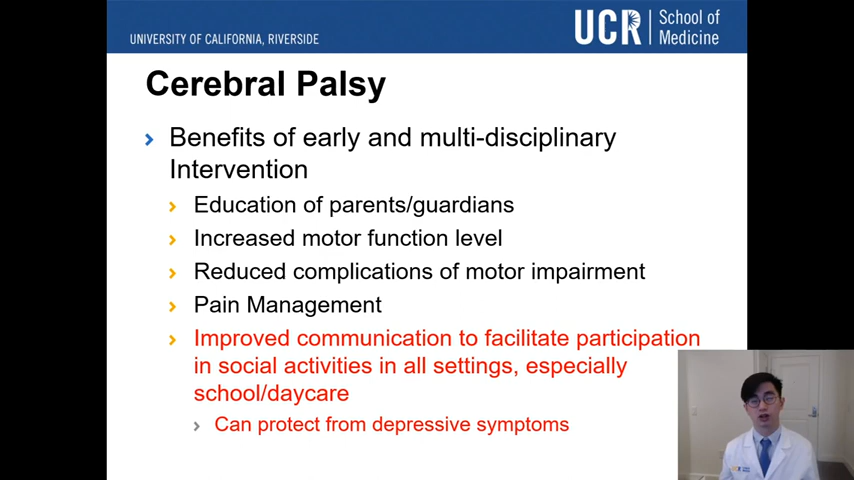 UNIVERSITY OF CALIFORNIA, RIVERSIDE
UCR School of
Medicine
Cerebral Palsy
Benefits of early and multi-disciplinary
Intervention
Education of parents/guardians
Increased motor function level
Reduced complications of motor impairment
Pain Management
Improved communication to facilitate participation
in social activities in all settings, especially
school/daycare
Can protect from depressive symptoms